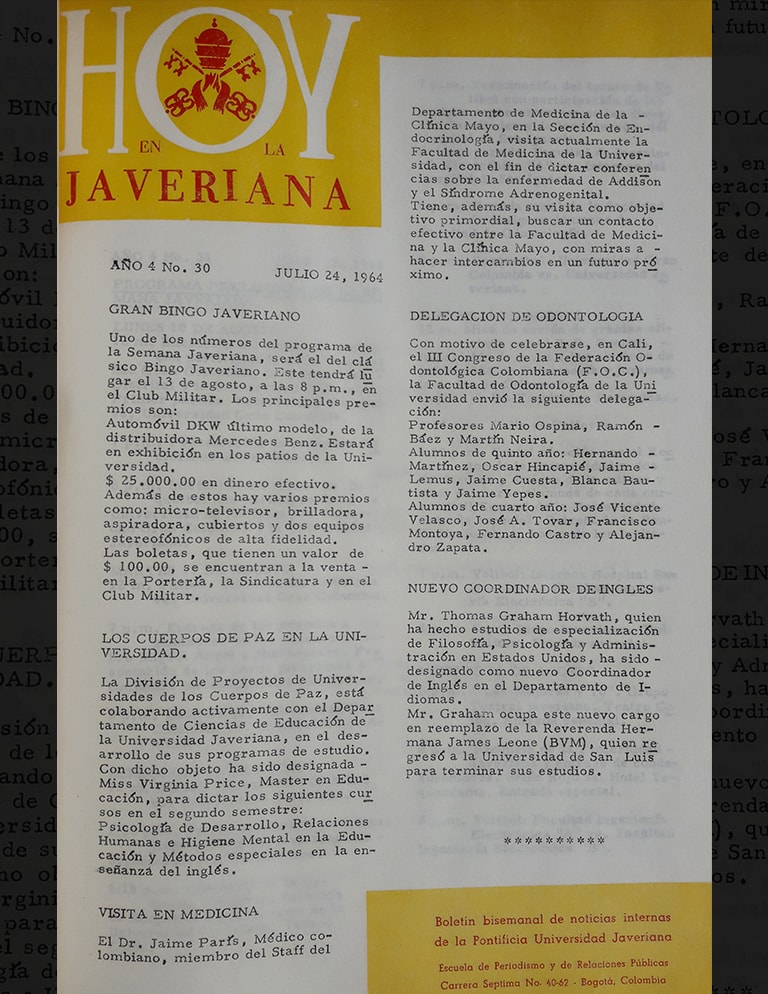 HOY
EN LA
JAVERIANA
AÑO 4 No. 30
JULIO 24, 1964
GRAN BINGO JAVERIANO
Uno de los números del programa de
la Semana Javeriana, será el del clá
sico Bingo Javeriano. Este tendrá lu
gar el 13 de agosto, a las 8 p.m., en
el Club Militar. Los principales pre-
mios son:
Automóvil DKW último modelo, de la
distribuidora Mercedes Benz. Estará
en exhibición en los patios de la Uni-
versidad.
$ 25.000.00 en dinero efectivo.
Además de estos hay varios premios
como: micro-televisor, brilladora,
aspiradora, cubiertos y dos equipos
estereofónicos de alta fidelidad.
Las boletas, que tienen un valor de
$ 100.00, se encuentran a la venta -
en la Portería, la Sindicatura y en el
Club Militar.
LOS CUERPOS DE PAZ EN LA UNI-
VERSIDAD.
La División de Proyectos de Univer-
sidades de los Cuerpos de Paz, está
colaborando activamente con el Depar
tamento de Ciencias de Educación de
la Universidad Javeriana, en el des-
arrollo de sus programas de estudio.
Con dicho objeto ha sido designada -
Miss Virginia Price, Master en Edu-
cación, para dictar los siguientes cur
sos en el segundo semestre:
Psicología de Desarrollo, Relaciones
Humanas e Higiene Mental en la Edu-
cación y Métodos especiales en la en-
señanza del inglés.
VISITA EN MEDICINA
El Dr. Jaime París, Médico co-
lombiano, miembro del Staff del
Departamento de Medicina de la -
Clínica Mayo, en la Sección de En-
docrinología, visita actualmente la
Facultad de Medicina de la Univer-
sidad, con el fin de dictar conferen
cias sobre la enfermedad de Addison
y el Síndrome Adrenogenital.
Tiene, además, su visita como obje-
tivo primordial, buscar un contacto
efectivo entre la Facultad de Medici-
na y la Clínica Mayo, con miras a -
hacer intercambios en un futuro pró
ximo.
DELEGACION DE ODONTOLOGIA
Con motivo de celebrarse, en Cali,
el III Congreso de la Federación O-
dontológica Colombiana (F.O.C.),
la Facultad de Odontología de la Uni
versidad envió la siguiente delega-
ción:
Profesores Mario Ospina, Ramón -
Báez y Martín Neira.
Alumnos de quinto año: Hernando -
Martínez, Oscar Hincapié, Jaime -
Lemus, Jaime Cuesta, Blanca Bau-
tista y Jaime Yepes.
Alumnos de cuarto año: José Vicente
Velasco, José A. Tovar, Francisco
Montoya, Fernando Castro y Alejan-
dro Zapata.
NUEVO COORDINADOR DE INGLES
Mr. Thomas Graham Horvath, quien
ha hecho estudios de especialización
de Filosofía, Psicología y Adminis-
tración en Estados Unidos, ha sido -
designado como nuevo Coordinador
de Inglés en el Departamento de I-
diomas.
Mr. Graham ocupa este nuevo cargo
en reemplazo de la Reverenda Her-
mana James Leone (BVM), quien re
gresó a la Universidad de San Luis
para terminar sus estudios.
**********
Boletin bisemanal de noticias internas
de la Pontificia Universidad Javeriana
Escuela de Periodismo y de Relaciones Públicas
Carrera Septima No. 40-62 - Bogotá, Colombia